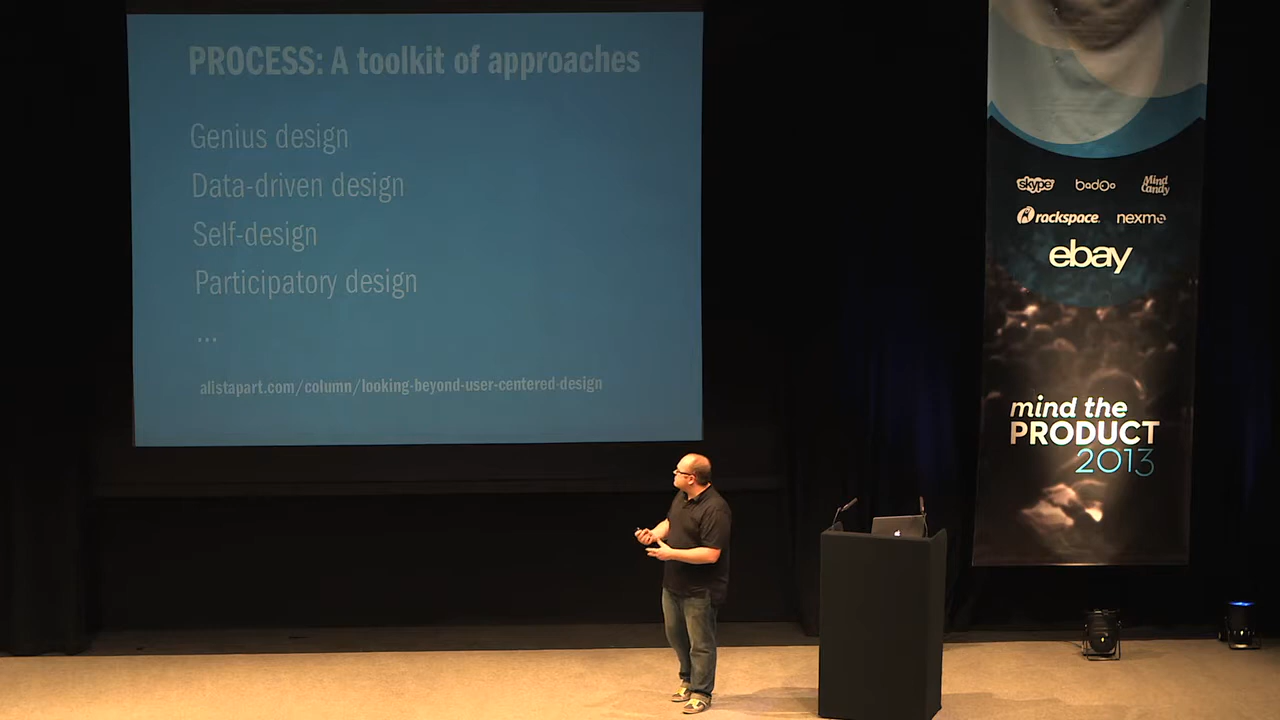 PROCESS: A toolkit of approaches
Genius design
Data-driven design
Self-design
Participatory design
...
alistapart.com/column/looking-beyond-user-centered-design
skype badoo Mind Candy
rackspace. nexmo
ebay
mind the
PRODUCT
2013